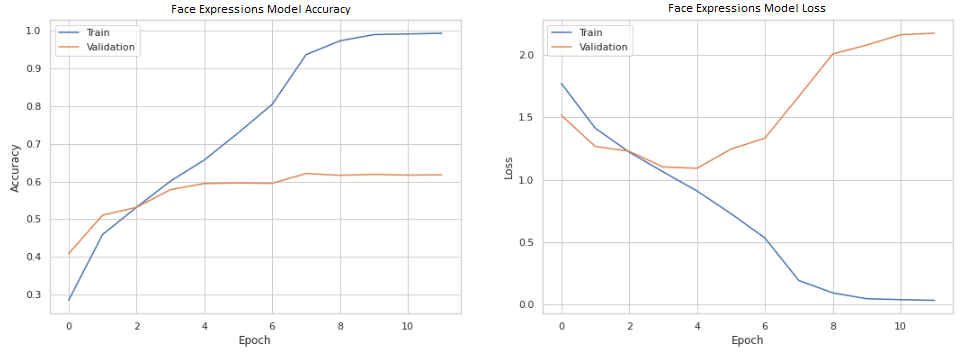 Face Expressions Model Accuracy
Train
Validation
1.0
0.9
0.8
0.7
0.6
0.5
0.4
0.3
Accuracy
0 2 4 6 8 10
Epoch
Face Expressions Model Loss
Train
Validation
2.0
1.5
1.0
0.5
0.0
Loss
0 2 4 6 8 10
Epoch